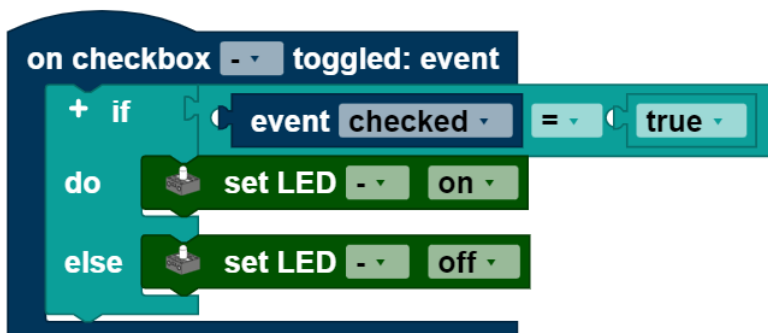 on checkbox - toggled: event
+ if event checked = true
do set LED - on
else set LED - off